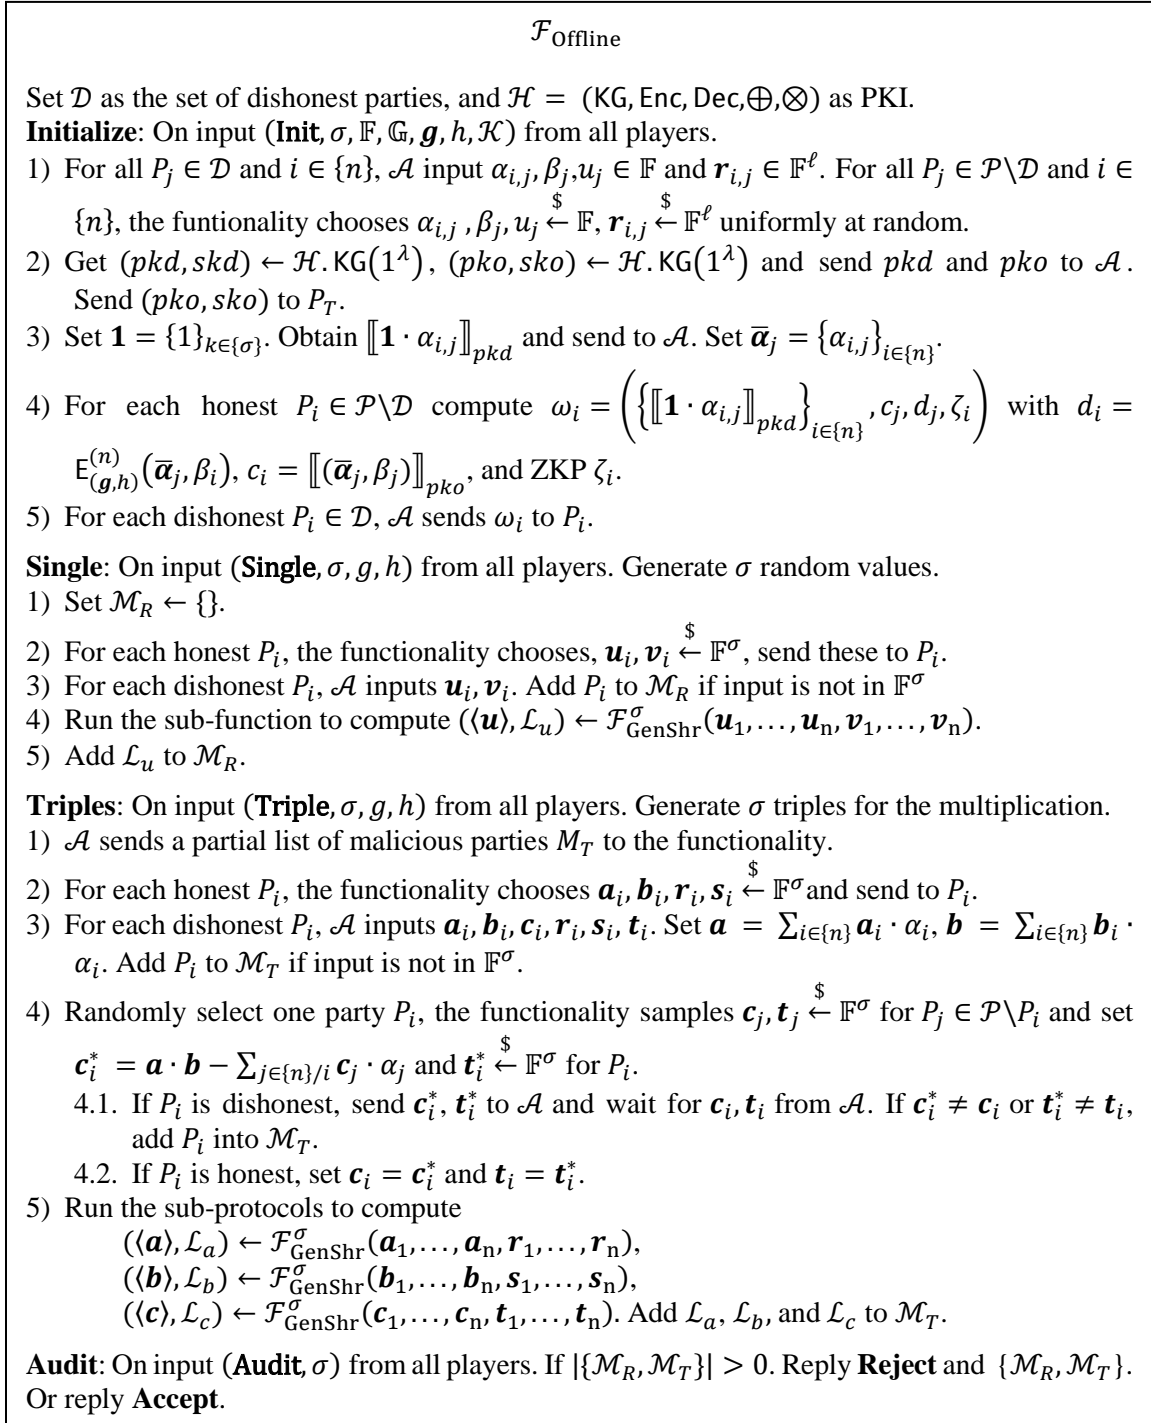 ℱ_Offline
Set 𝒟 as the set of dishonest parties, and ℋ = (KG, Enc, Dec,⊕,⊗) as PKI.
Initialize: On input (Init, σ, 𝔽, 𝔾, 𝒈, h, 𝒦) from all players.
1) For all P_j ∈ 𝒟 and i ∈ {n}, 𝒜 input α_{i,j}, β_j,u_j ∈ 𝔽 and 𝒓_{i,j} ∈ 𝔽^ℓ. For all P_j ∈ 𝒫\𝒟 and i ∈
{n}, the funtionality chooses α_{i,j} , β_j, u_j ←$ 𝔽, 𝒓_{i,j} ←$ 𝔽^ℓ uniformly at random.
2) Get (pkd, skd) ← ℋ. KG(1^λ), (pko, sko) ← ℋ. KG(1^λ) and send pkd and pko to 𝒜.
Send (pko, sko) to P_T.
3) Set 𝟏 = {1}_{k∈{σ}}. Obtain ⟦𝟏 · α_{i,j}⟧_{pkd} and send to 𝒜. Set ᾱ_j = {α_{i,j}}_{i∈{n}}.
4) For each honest P_i ∈ 𝒫\𝒟 compute ω_i = ({⟦𝟏 · α_{i,j}⟧_{pkd}}_{i∈{n}}, c_j, d_j, ζ_i) with d_i =
E^{(n)}_{(𝒈,h)}(ᾱ_j, β_i), c_i = ⟦(ᾱ_j, β_j)⟧_{pko}, and ZKP ζ_i.
5) For each dishonest P_i ∈ 𝒟, 𝒜 sends ω_i to P_i.
Single: On input (Single, σ, g, h) from all players. Generate σ random values.
1) Set ℳ_R ← {}.
2) For each honest P_i, the functionality chooses, 𝒖_i, 𝒗_i ←$ 𝔽^σ, send these to P_i.
3) For each dishonest P_i, 𝒜 inputs 𝒖_i, 𝒗_i. Add P_i to ℳ_R if input is not in 𝔽^σ
4) Run the sub-function to compute (⟨𝒖⟩, ℒ_u) ← ℱ^σ_GenShr(𝒖_1, . . . , 𝒖_n, 𝒗_1, . . . , 𝒗_n).
5) Add ℒ_u to ℳ_R.
Triples: On input (Triple, σ, g, h) from all players. Generate σ triples for the multiplication.
1) 𝒜 sends a partial list of malicious parties M_T to the functionality.
2) For each honest P_i, the functionality chooses 𝒂_i, 𝒃_i, 𝒓_i, 𝒔_i ←$ 𝔽^σ and send to P_i.
3) For each dishonest P_i, 𝒜 inputs 𝒂_i, 𝒃_i, 𝒄_i, 𝒓_i, 𝒔_i, 𝒕_i. Set 𝒂 = ∑_{i∈{n}} 𝒂_i · α_i, 𝒃 = ∑_{i∈{n}} 𝒃_i ·
α_i. Add P_i to ℳ_T if input is not in 𝔽^σ.
4) Randomly select one party P_i, the functionality samples 𝒄_j, 𝒕_j ←$ 𝔽^σ for P_j ∈ 𝒫\P_i and set
𝒄_i^* = 𝒂 · 𝒃 − ∑_{j∈{n}/i} 𝒄_j · α_j and 𝒕_i^* ←$ 𝔽^σ for P_i.
4.1. If P_i is dishonest, send 𝒄_i^*, 𝒕_i^* to 𝒜 and wait for 𝒄_i, 𝒕_i from 𝒜. If 𝒄_i^* ≠ 𝒄_i or 𝒕_i^* ≠ 𝒕_i,
add P_i into ℳ_T.
4.2. If P_i is honest, set 𝒄_i = 𝒄_i^* and 𝒕_i = 𝒕_i^*.
5) Run the sub-protocols to compute
(⟨𝒂⟩, ℒ_a) ← ℱ^σ_GenShr(𝒂_1, . . . , 𝒂_n, 𝒓_1, . . . , 𝒓_n),
(⟨𝒃⟩, ℒ_b) ← ℱ^σ_GenShr(𝒃_1, . . . , 𝒃_n, 𝒔_1, . . . , 𝒔_n),
(⟨𝒄⟩, ℒ_c) ← ℱ^σ_GenShr(𝒄_1, . . . , 𝒄_n, 𝒕_1, . . . , 𝒕_n). Add ℒ_a, ℒ_b, and ℒ_c to ℳ_T.
Audit: On input (Audit, σ) from all players. If |{ℳ_R, ℳ_T}| > 0. Reply Reject and {ℳ_R, ℳ_T}.
Or reply Accept.